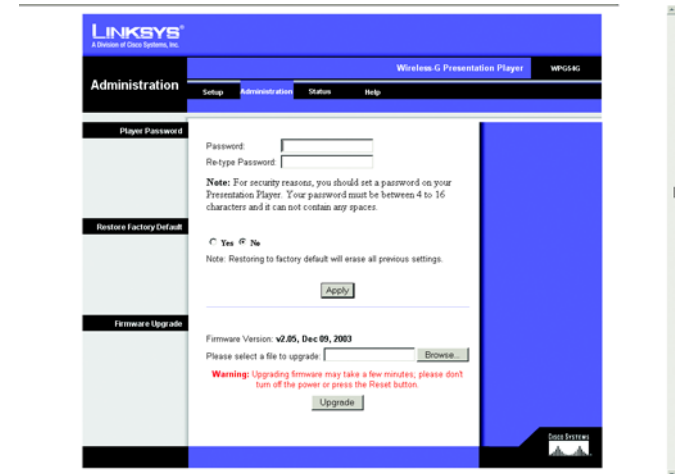 LINKSYS®
A Division of Cisco Systems, Inc.
Wireless-G Presentation Player WPG54G
Administration
Setup Administration Status Help
Player Password
Password:
Re-type Password:
Note: For security reasons, you should set a password on your
Presentation Player. Your password must be between 4 to 16
characters and it can not contain any spaces.
Restore Factory Default
Yes No
Note: Restoring to factory default will erase all previous settings.
Apply
Firmware Upgrade
Firmware Version: v2.05, Dec 09, 2003
Please select a file to upgrade: Browse...
Warning: Upgrading firmware may take a few minutes; please don't
turn off the power or press the Reset button.
Upgrade
CISCO SYSTEMS